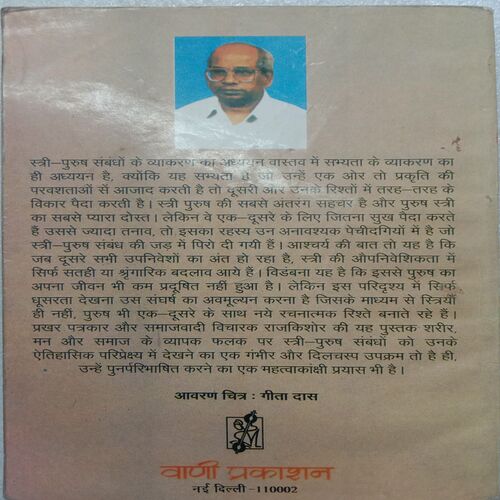 स्त्री–पुरुष संबंधों के व्याकरण का अध्ययन वास्तव में सभ्यता के व्याकरण का
ही अध्ययन है, क्योंकि यह सभ्यता है जो उन्हें एक ओर तो प्रकृति की
परवशताओं सें आजाद करती है तो दूसरी ओर उनके रिश्तों में तरह–तरह के
विकार पैदा करती है। स्त्री पुरुष की सबसे अंतरंग सहचर है और पुरुष स्त्री
का सबसे प्यारा दोस्त। लेकिन वे एक–दूसरे के लिए जितना सुख पैदा करते
हैं उससे ज्यादा तनाव, तो इसका रहस्य उन अनावश्यक पेचीदगियों में है जो
स्त्री–पुरुष संबंध की जड़ में पिरो दी गयी हैं। आश्चर्य की बात तो यह है कि
जब दूसरे सभी उपनिवेशों का अंत हो रहा है, स्त्री की औपनिवेशिकता में
सिर्फ सतही या श्रृंगारिक बदलाव आये हैं। विडंबना यह है कि इससे पुरुष का
अपना जीवन भी कम प्रदूषित नहीं हुआ है। लेकिन इस परिदृश्य में सिर्फ
धूसरता देखना उस संघर्ष का अवमूल्यन करना है जिसके माध्यम से स्त्रियाँ
ही नहीं, पुरुष भी एक–दूसरे के साथ नये रचनात्मक रिश्ते बनाते रहे हैं।
प्रखर पत्रकार और समाजवादी विचारक राजकिशोर की यह पुस्तक शरीर,
मन और समाज के व्यापक फलक पर स्त्री–पुरुष संबंधों को उनके
ऐतिहासिक परिप्रेक्ष्य में देखने का एक गंभीर और दिलचस्प उपक्रम तो है ही,
उन्हें पुनर्परिभाषित करने का एक महत्वाकांक्षी प्रयास भी है।
आवरण चित्र : गीता दास
वाणी प्रकाशन
नई दिल्ली–110002